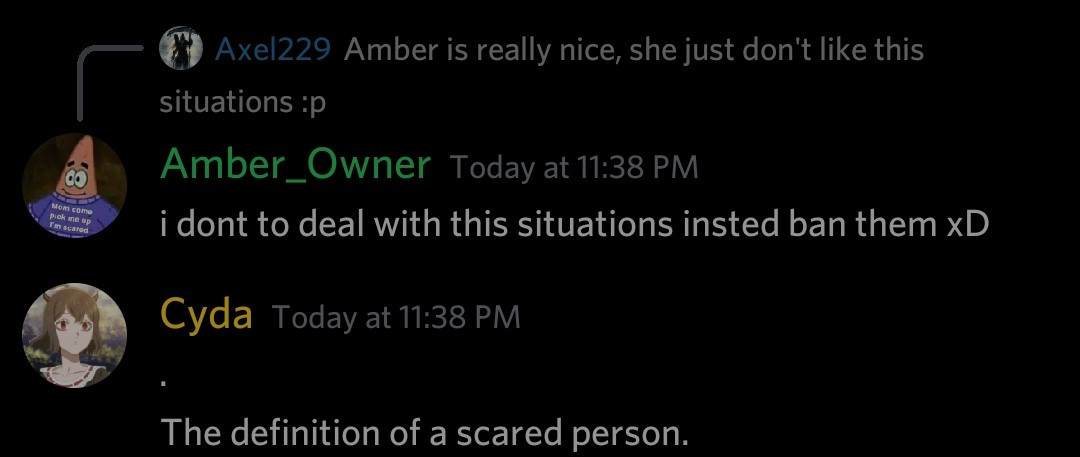 Axel229 Amber is really nice, she just don't like this
situations :p
Amber_Owner Today at 11:38 PM
Mom come
pick me up
I'm scared
i dont to deal with this situations insted ban them xD
Cyda Today at 11:38 PM
.
The definition of a scared person.